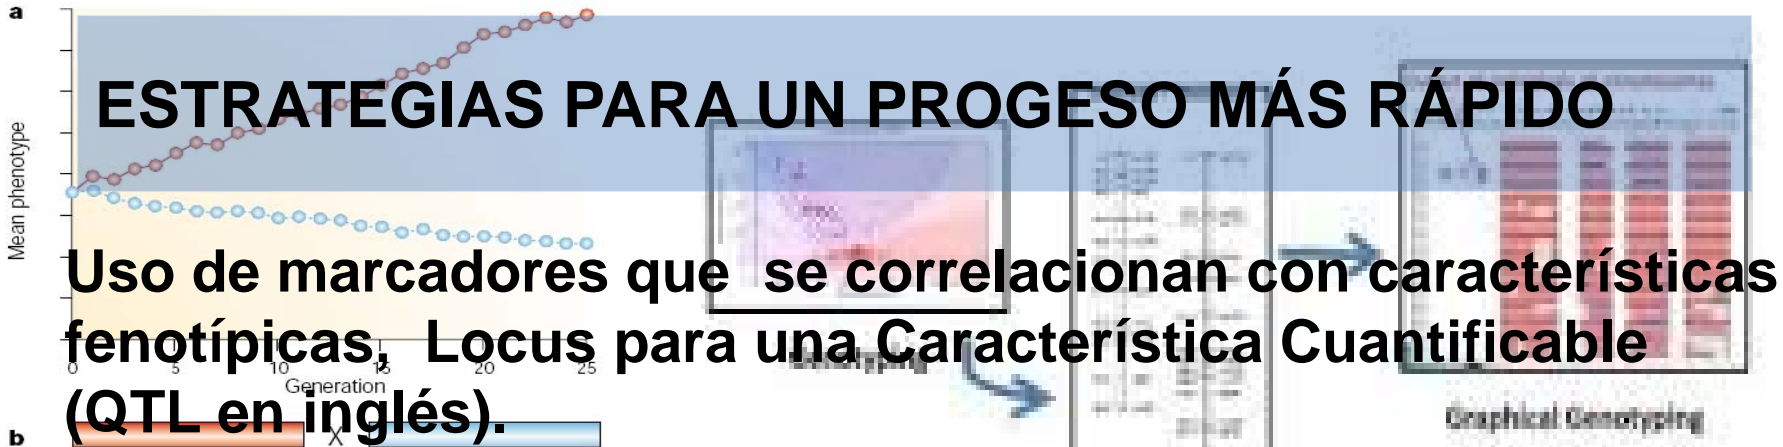 a
ESTRATEGIAS PARA UN PROGESO MÁS RÁPIDO
Mean phenotype
Uso de marcadores que se correlacionan con características
fenotípicas, Locus para una Característica Cuantificable
(QTL en inglés).
0 5 10 15 20 25
Generation
Genotyping
Graphical Genotyping
b
X